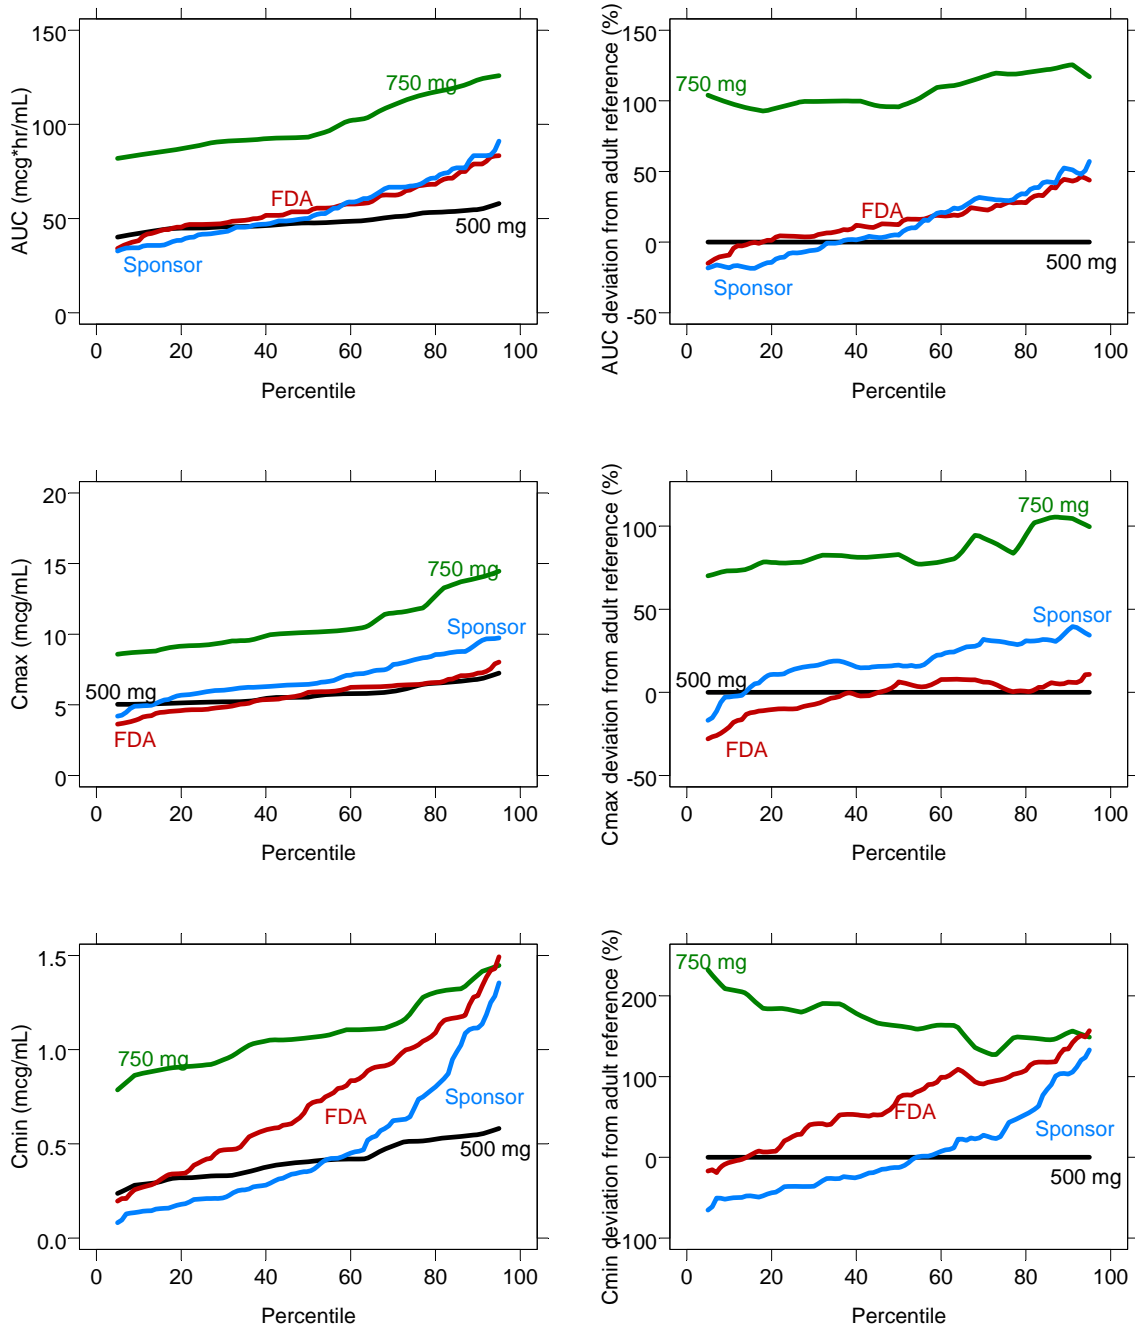 AUC (mcg*hr/mL)
150
100
50
0
750 mg
FDA
500 mg
Sponsor
0 20 40 60 80 100
Percentile
AUC deviation from adult reference (%)
150
100
50
0
-50
750 mg
FDA
500 mg
Sponsor
0 20 40 60 80 100
Percentile
Cmax (mcg/mL)
20
15
10
5
0
750 mg
Sponsor
500 mg
FDA
0 20 40 60 80 100
Percentile
Cmax deviation from adult reference (%)
100
50
0
-50
750 mg
Sponsor
500 mg
FDA
0 20 40 60 80 100
Percentile
Cmin (mcg/mL)
1.5
1.0
0.5
0.0
750 mg
Sponsor
FDA
500 mg
0 20 40 60 80 100
Percentile
Cmin deviation from adult reference (%)
200
100
0
-100
750 mg
FDA
Sponsor
500 mg
0 20 40 60 80 100
Percentile